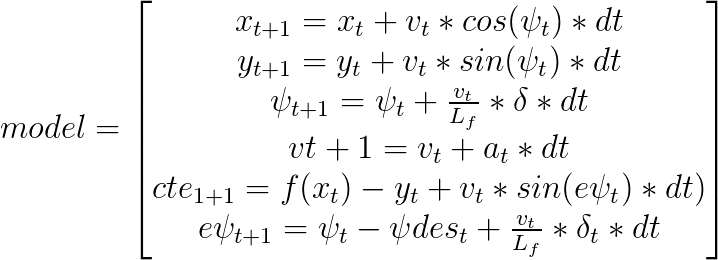 x_{t+1} = x_t + v_t * cos(ψ_t) * dt
y_{t+1} = y_t + v_t * sin(ψ_t) * dt
ψ_{t+1} = ψ_t + \frac{v_t}{L_f} * δ * dt
model =
vt + 1 = v_t + a_t * dt
cte_{1+1} = f(x_t) − y_t + v_t * sin(eψ_t) * dt)
eψ_{t+1} = ψ_t − ψdes_t + \frac{v_t}{L_f} * δ_t * dt